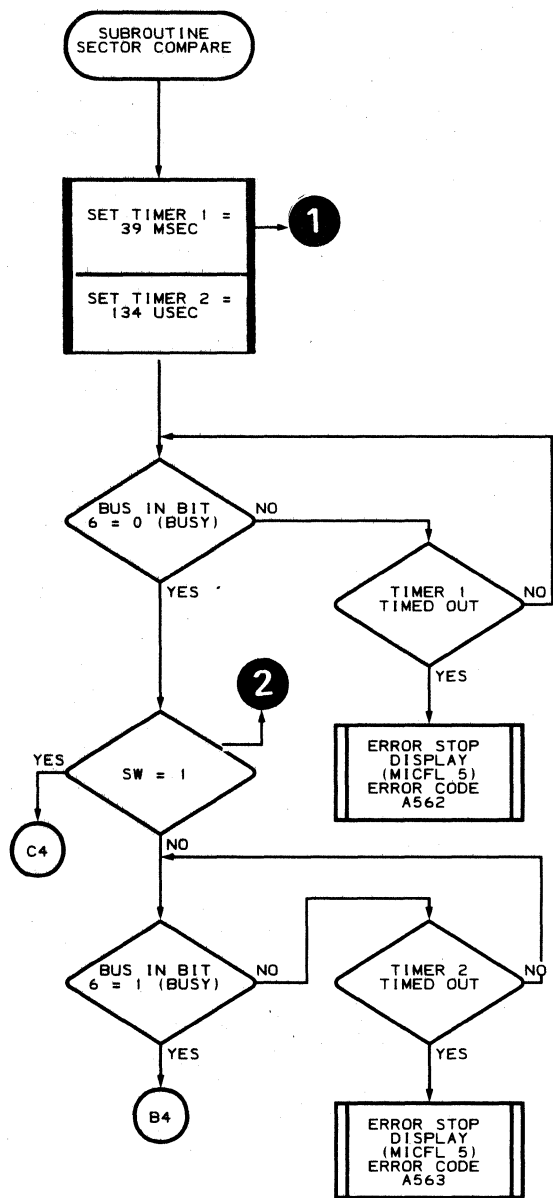 SUBROUTINE
SECTOR COMPARE
SET TIMER 1 =
39 MSEC
1
SET TIMER 2 =
134 USEC
BUS IN BIT
6 = 0 (BUSY)
NO
YES
TIMER 1
TIMED OUT
NO
YES
ERROR STOP
DISPLAY
(MICFL 5)
ERROR CODE
A562
2
SW = 1
YES
C4
NO
BUS IN BIT
6 = 1 (BUSY)
NO
YES
B4
TIMER 2
TIMED OUT
NO
YES
ERROR STOP
DISPLAY
(MICFL 5)
ERROR CODE
A563